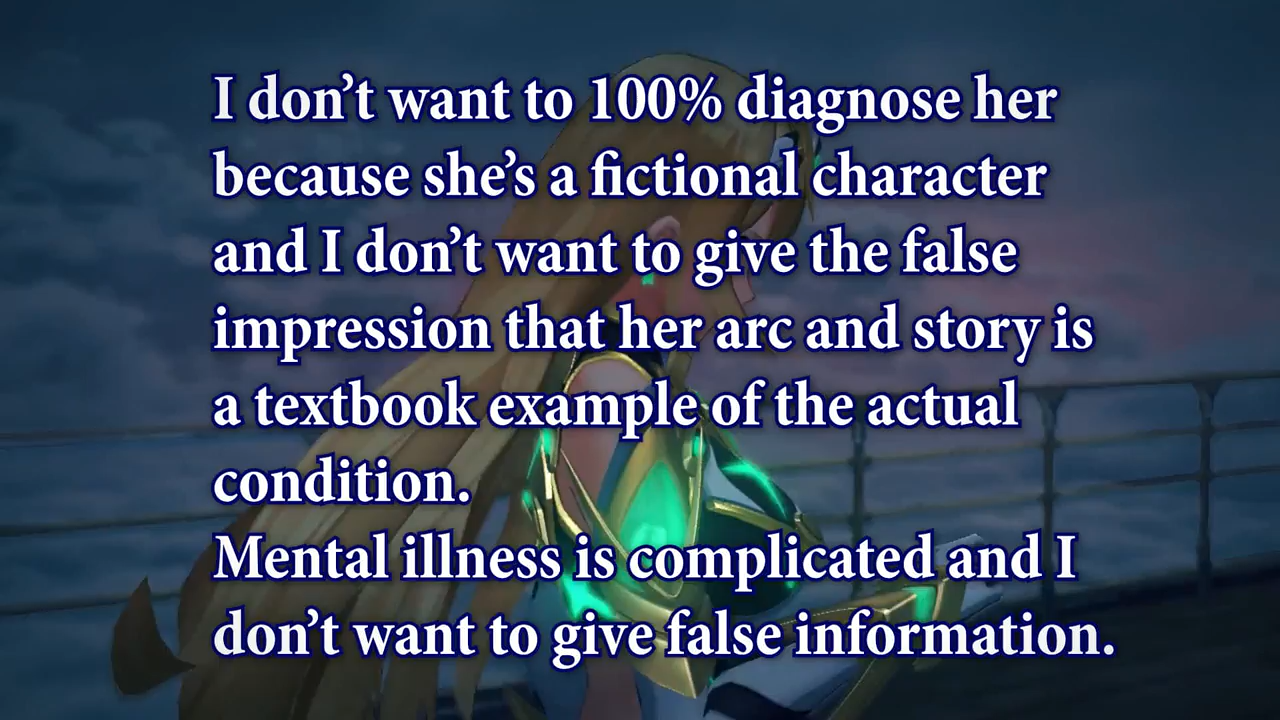 I don’t want to 100% diagnose her
because she’s a fictional character
and I don’t want to give the false
impression that her arc and story is
a textbook example of the actual
condition.
Mental illness is complicated and I
don’t want to give false information.